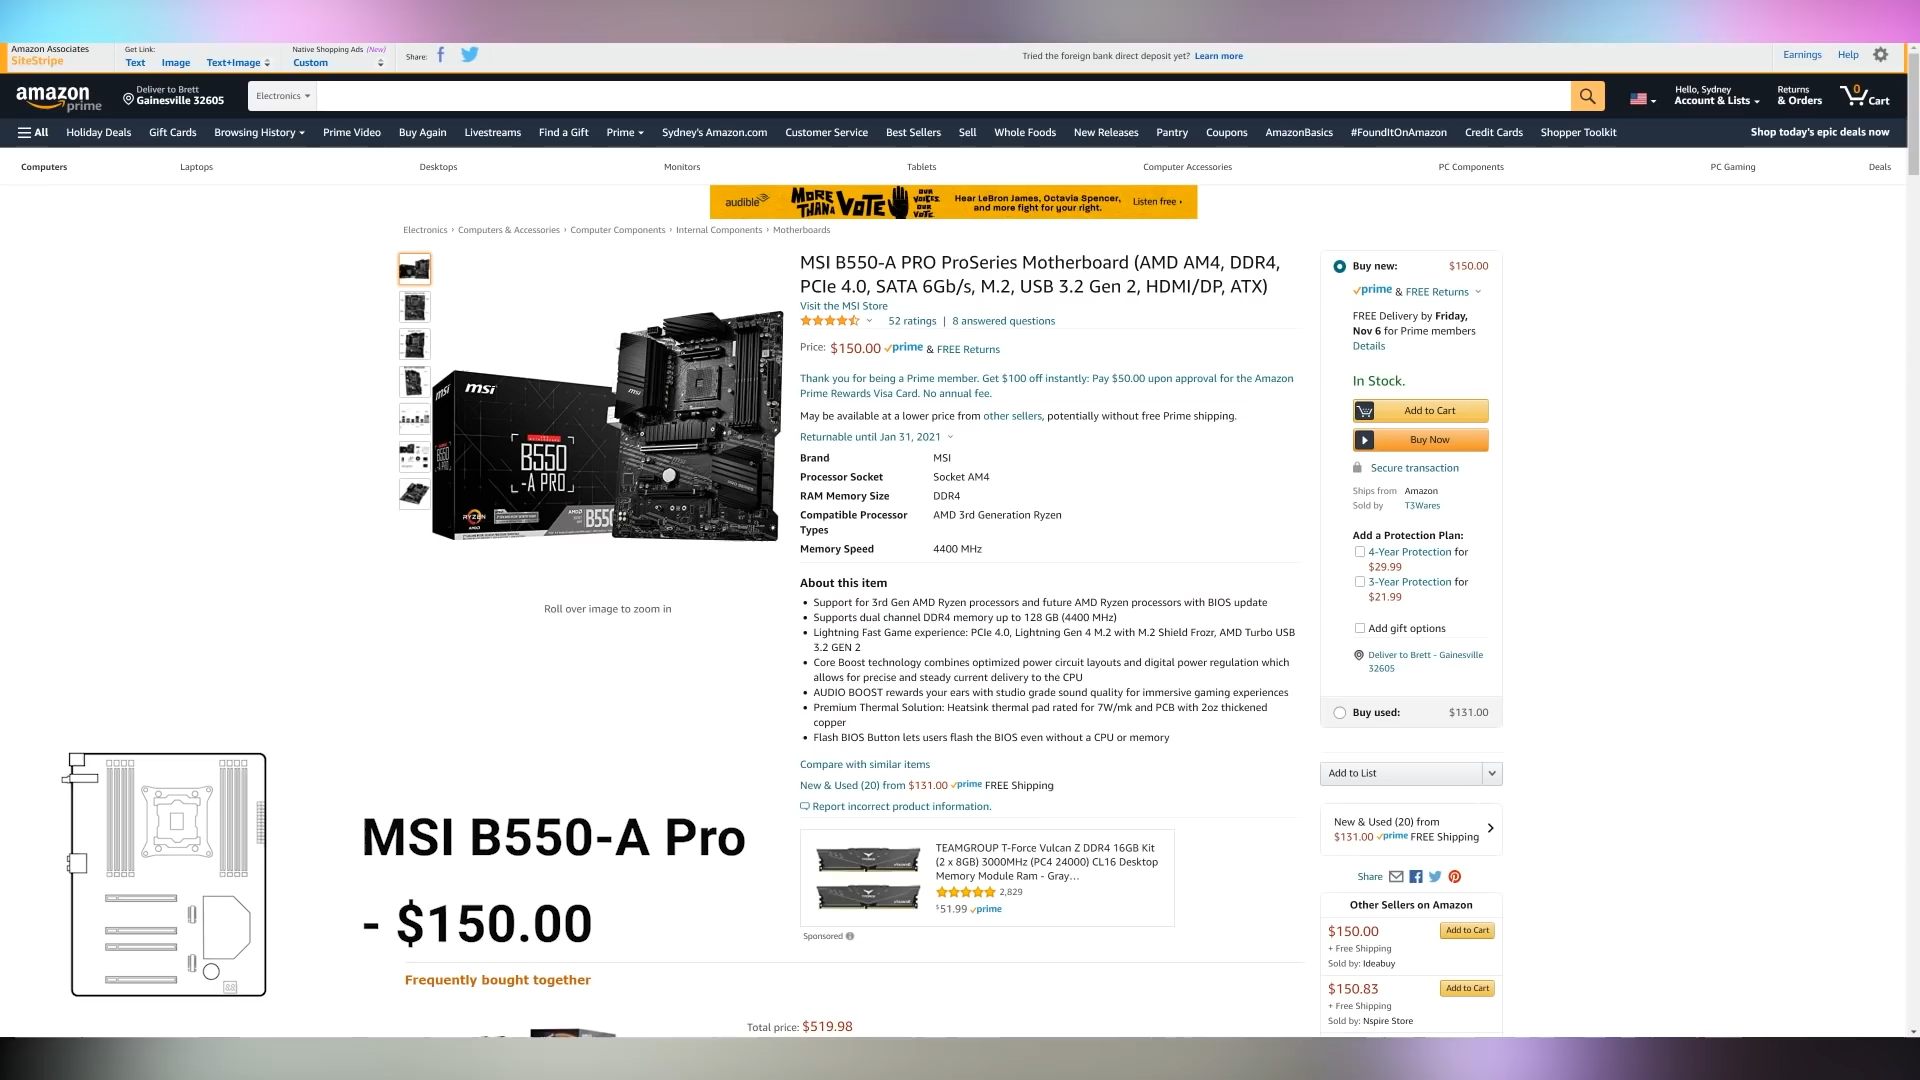 Amazon Associates
SiteStripe
Get Link:
Text Image Text+Image
Native Shopping Ads (New)
Custom
Share:
Tried the foreign bank direct deposit yet? Learn more
Earnings Help
amazon prime
Deliver to Brett
Gainesville 32605
Electronics
Hello, Sydney
Account & Lists
Returns
& Orders
0
Cart
All Holiday Deals Gift Cards Browsing History Prime Video Buy Again Livestreams Find a Gift Prime Sydney's Amazon.com Customer Service Best Sellers Sell Whole Foods New Releases Pantry Coupons AmazonBasics #FoundItOnAmazon Credit Cards Shopper Toolkit Shop today's epic deals now
Computers Laptops Desktops Monitors Tablets Computer Accessories PC Components PC Gaming Deals
audible
MORE THAN A VOTE
OUR VOICES. OUR VOTE.
Hear LeBron James, Octavia Spencer,
and more fight for your right.
Listen free ›
Electronics › Computers & Accessories › Computer Components › Internal Components › Motherboards
msi
msi
msi
B550
-A PRO
RYZEN
AMD
B550
MSI B550-A PRO ProSeries Motherboard (AMD AM4, DDR4,
PCIe 4.0, SATA 6Gb/s, M.2, USB 3.2 Gen 2, HDMI/DP, ATX)
Visit the MSI Store
52 ratings | 8 answered questions
Price: $150.00 prime & FREE Returns
Thank you for being a Prime member. Get $100 off instantly: Pay $50.00 upon approval for the Amazon
Prime Rewards Visa Card. No annual fee.
May be available at a lower price from other sellers, potentially without free Prime shipping.
Returnable until Jan 31, 2021
Brand MSI
Processor Socket Socket AM4
RAM Memory Size DDR4
Compatible Processor AMD 3rd Generation Ryzen
Types
Memory Speed 4400 MHz
Roll over image to zoom in
About this item
• Support for 3rd Gen AMD Ryzen processors and future AMD Ryzen processors with BIOS update
• Supports dual channel DDR4 memory up to 128 GB (4400 MHz)
• Lightning Fast Game experience: PCIe 4.0, Lightning Gen 4 M.2 with M.2 Shield Frozr, AMD Turbo USB
3.2 GEN 2
• Core Boost technology combines optimized power circuit layouts and digital power regulation which
allows for precise and steady current delivery to the CPU
• AUDIO BOOST rewards your ears with studio grade sound quality for immersive gaming experiences
• Premium Thermal Solution: Heatsink thermal pad rated for 7W/mk and PCB with 2oz thickened
copper
• Flash BIOS Button lets users flash the BIOS even without a CPU or memory
Compare with similar items
New & Used (20) from $131.00 prime FREE Shipping
Report incorrect product information.
TEAMGROUP T-Force Vulcan Z DDR4 16GB Kit
(2 x 8GB) 3000MHz (PC4 24000) CL16 Desktop
Memory Module Ram - Gray…
2,829
$51.99 prime
Sponsored
MSI B550-A Pro
- $150.00
Frequently bought together
Total price: $519.98
Buy new: $150.00
prime & FREE Returns
FREE Delivery by Friday,
Nov 6 for Prime members
Details
In Stock.
Add to Cart
Buy Now
Secure transaction
Ships from Amazon
Sold by T3Wares
Add a Protection Plan:
4-Year Protection for
$29.99
3-Year Protection for
$21.99
Add gift options
Deliver to Brett - Gainesville
32605
Buy used: $131.00
Add to List
New & Used (20) from
$131.00 prime FREE Shipping
Share
Other Sellers on Amazon
$150.00 Add to Cart
+ Free Shipping
Sold by: Ideabuy
$150.83 Add to Cart
+ Free Shipping
Sold by: Nspire Store